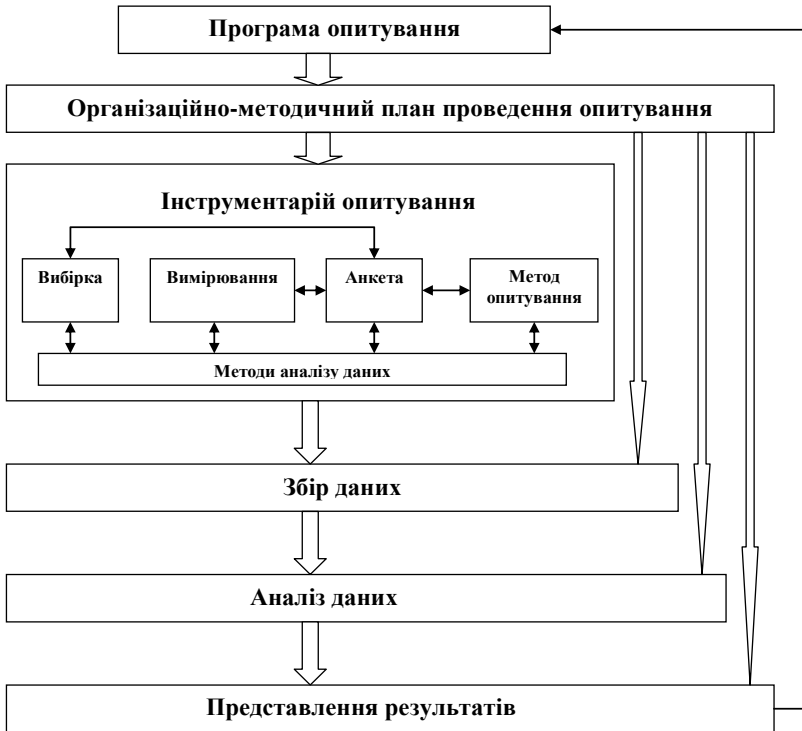 Програма опитування
Організаційно-методичний план проведення опитування
Інструментарій опитування
Вибірка
Вимірювання
Анкета
Метод
опитування
Методи аналізу даних
Збір даних
Аналіз даних
Представлення результатів